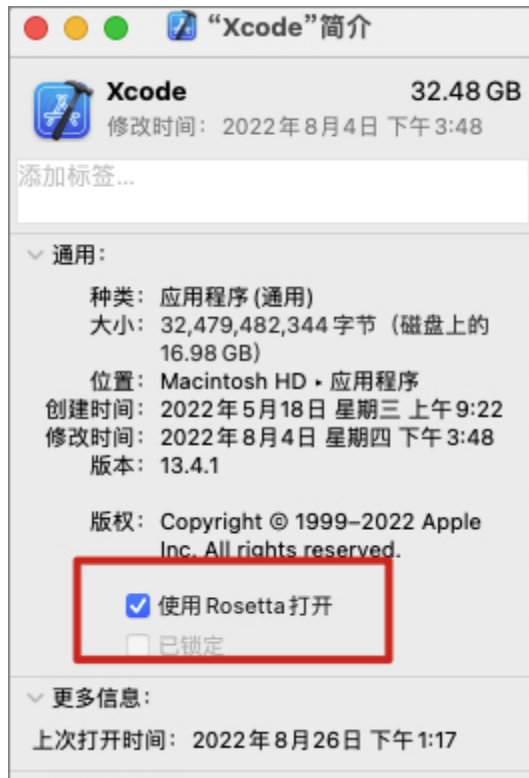 “Xcode”简介
Xcode 32.48 GB
修改时间：2022年8月4日 下午3:48
添加标签...
通用：
种类：应用程序 (通用)
大小：32,479,482,344 字节（磁盘上的
16.98 GB）
位置：Macintosh HD ▸ 应用程序
创建时间：2022年5月18日 星期三 上午9:22
修改时间：2022年8月4日 星期四 下午3:48
版本：13.4.1
版权：Copyright © 1999–2022 Apple
Inc. All rights reserved.
使用 Rosetta 打开
已锁定
更多信息：
上次打开时间：2022年8月26日 下午1:17